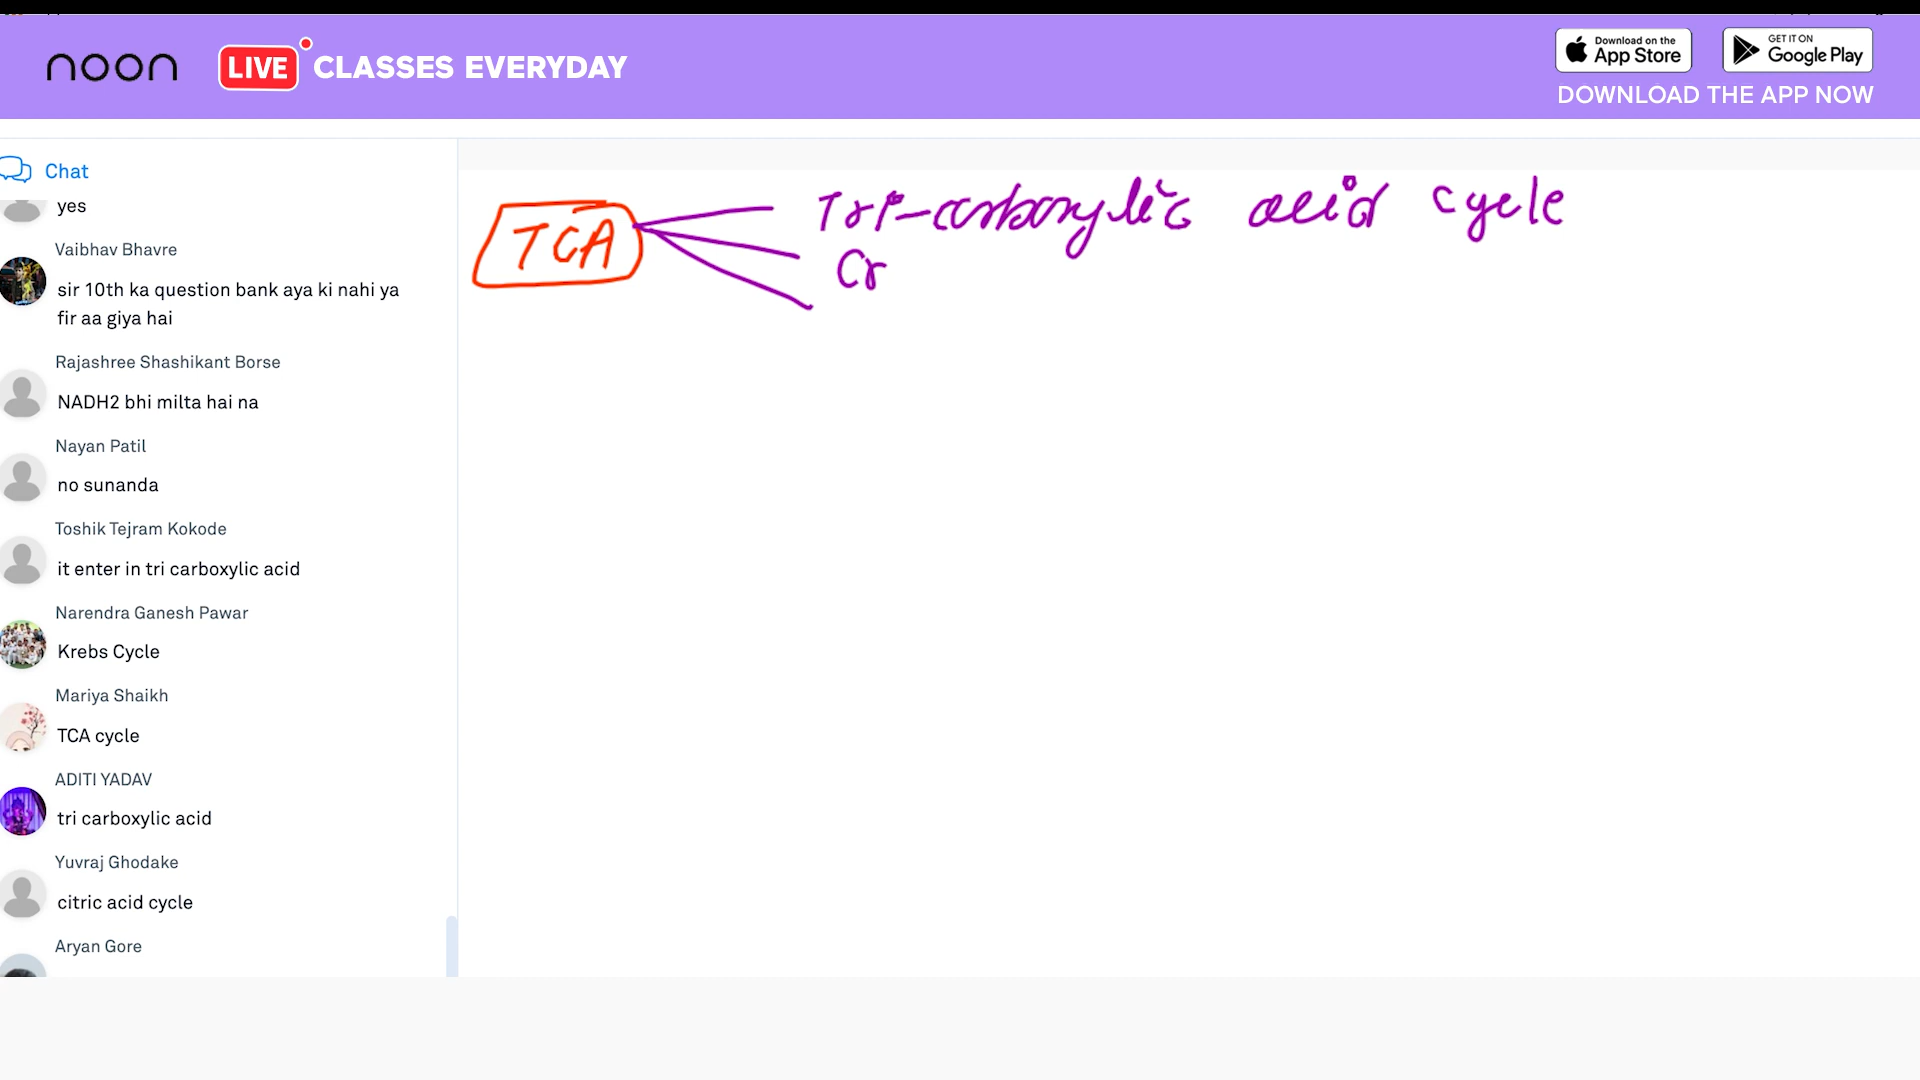 noon LIVE CLASSES EVERYDAY
Download on the App Store
GET IT ON Google Play
DOWNLOAD THE APP NOW
Chat
yes
Vaibhav Bhavre
sir 10th ka question bank aya ki nahi ya
fir aa giya hai
Rajashree Shashikant Borse
NADH2 bhi milta hai na
Nayan Patil
no sunanda
Toshik Tejram Kokode
it enter in tri carboxylic acid
Narendra Ganesh Pawar
Krebs Cycle
Mariya Shaikh
TCA cycle
ADITI YADAV
tri carboxylic acid
Yuvraj Ghodake
citric acid cycle
Aryan Gore
TCA
Tri-carboxylic acid cycle
Cr